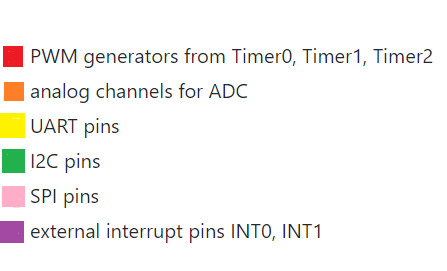 PWM generators from Timer0, Timer1, Timer2
analog channels for ADC
UART pins
I2C pins
SPI pins
external interrupt pins INT0, INT1